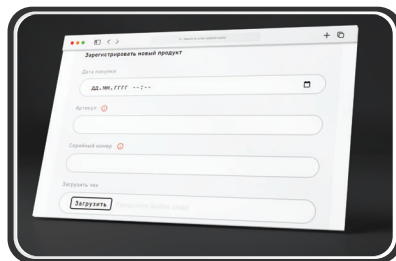 Зарегистрировать новый продукт
Дата покупки
дд.мм.гггг --:--
Артикул
Серийный номер
Загрузить чек
Загрузить